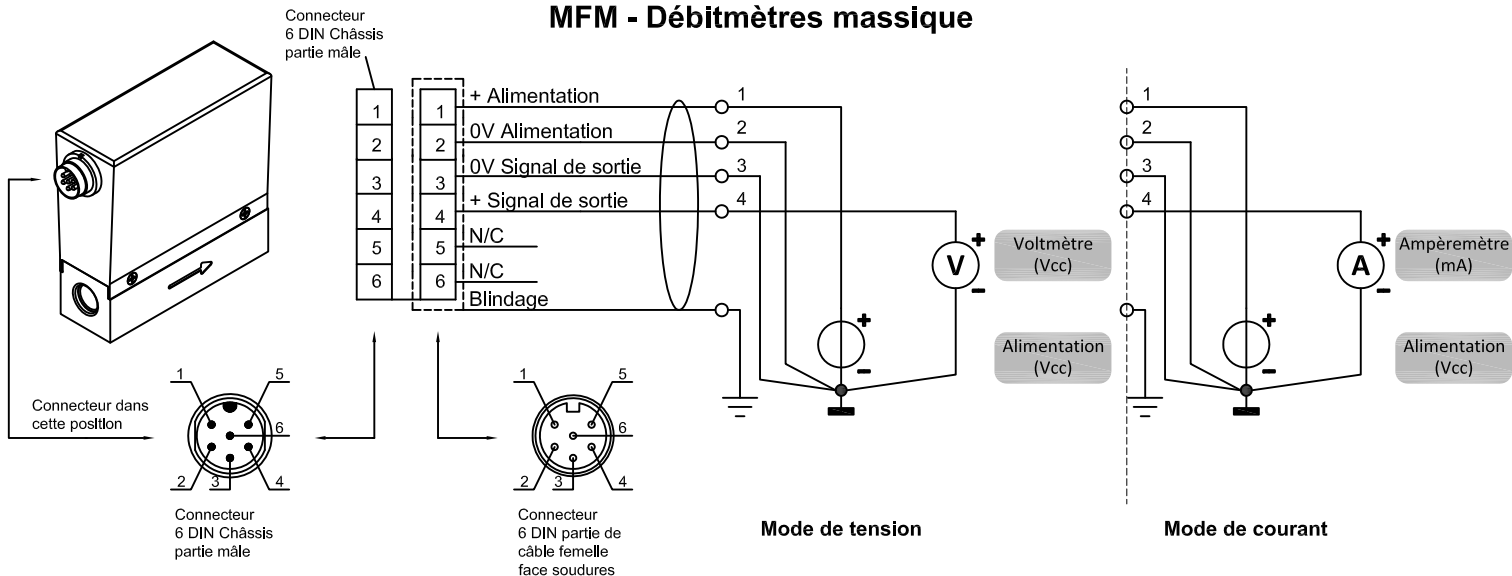 MFM - Débitmètres massique
Connecteur
6 DIN Châssis
partie mâle
1
2
3
4
5
6
1
2
3
4
5
6
+ Alimentation
0V Alimentation
0V Signal de sortie
+ Signal de sortie
N/C
N/C
Blindage
1
2
3
4
V
+
-
Voltmètre
(Vcc)
+
-
Alimentation
(Vcc)
1
2
3
4
A
+
-
Ampèremètre
(mA)
+
-
Alimentation
(Vcc)
Connecteur dans
cette position
1
5
6
2
3
4
Connecteur
6 DIN Châssis
partie mâle
1
5
6
2
3
4
Connecteur
6 DIN partie de
câble femelle
face soudures
Mode de tension
Mode de courant